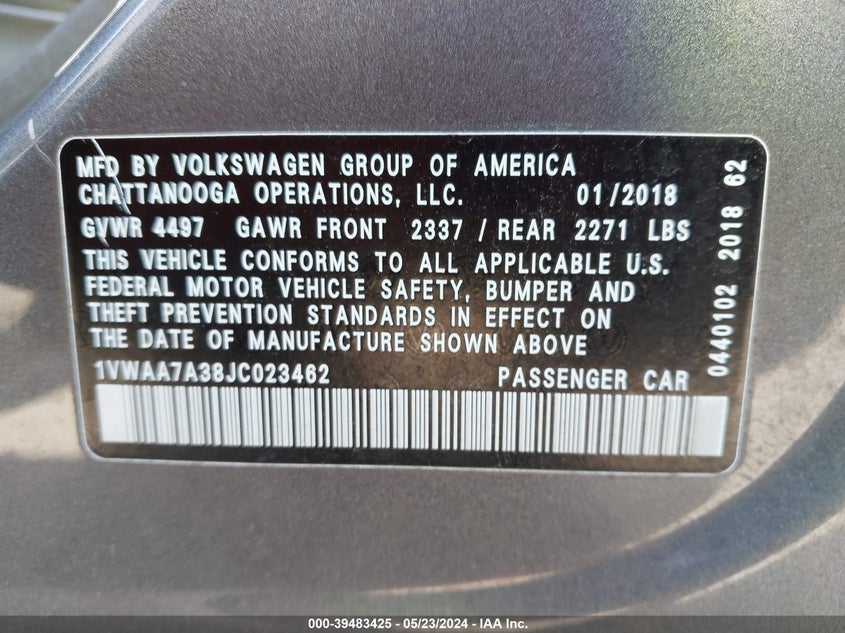 MFD BY VOLKSWAGEN GROUP OF AMERICA
CHATTANOOGA OPERATIONS, LLC. 01/2018
GVWR 4497 GAWR FRONT 2337 / REAR 2271 LBS
THIS VEHICLE CONFORMS TO ALL APPLICABLE U.S.
FEDERAL MOTOR VEHICLE SAFETY, BUMPER AND
THEFT PREVENTION STANDARDS IN EFFECT ON
THE DATE OF MANUFACTURE SHOWN ABOVE.
1VWAA7A38JC023462 PASSENGER CAR
0440102 2018 62
000-39483425 - 05/23/2024 - IAA Inc.